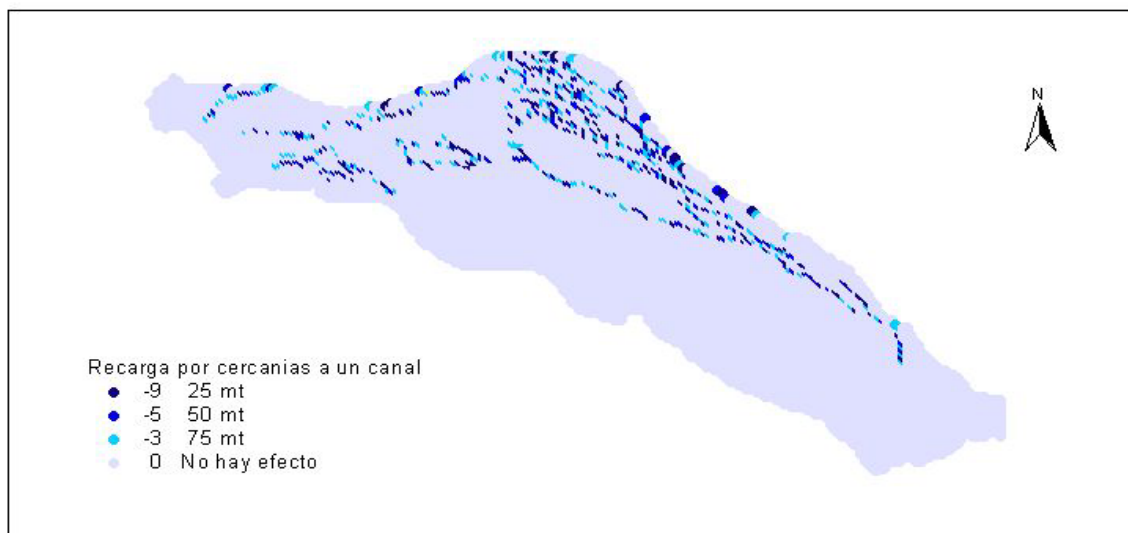 N
Recarga por cercanias a un canal
-9 25 mt
-5 50 mt
-3 75 mt
0 No hay efecto